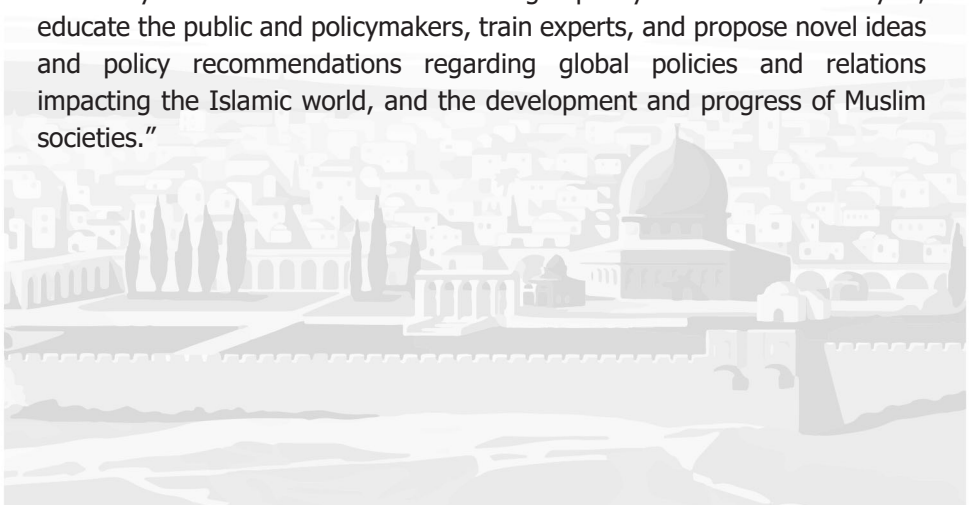 educate the public and policymakers, train experts, and propose novel ideas
and policy recommendations regarding global policies and relations
impacting the Islamic world, and the development and progress of Muslim
societies.”